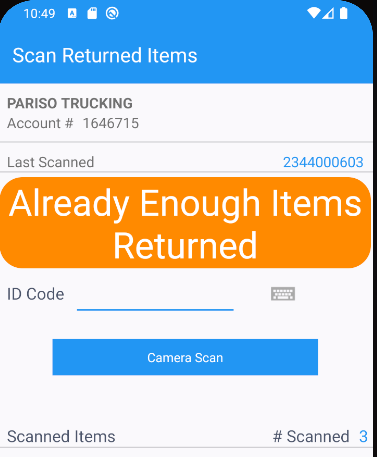 10:49
Scan Returned Items
PARISO TRUCKING
Account # 1646715
Last Scanned 2344000603
Already Enough Items
Returned
ID Code
Camera Scan
Scanned Items # Scanned 3